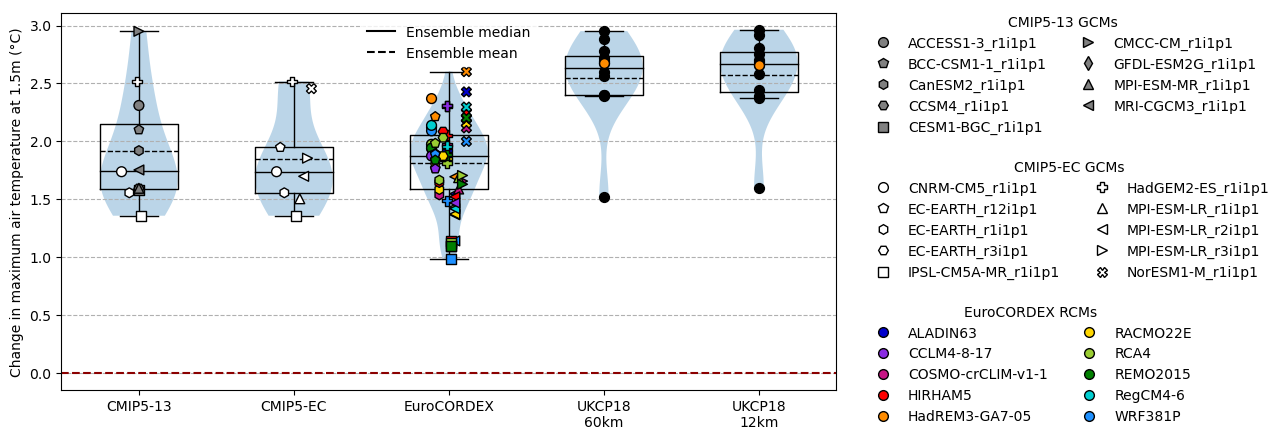 Change in maximum air temperature at 1.5m (°C)
3.0
2.5
2.0
1.5
1.0
0.5
0.0
Ensemble median
Ensemble mean
CMIP5-13
CMIP5-EC
EuroCORDEX
UKCP18
60km
UKCP18
12km
CMIP5-13 GCMs
ACCESS1-3_r1i1p1
BCC-CSM1-1_r1i1p1
CanESM2_r1i1p1
CCSM4_r1i1p1
CESM1-BGC_r1i1p1
CMCC-CM_r1i1p1
GFDL-ESM2G_r1i1p1
MPI-ESM-MR_r1i1p1
MRI-CGCM3_r1i1p1
CMIP5-EC GCMs
CNRM-CM5_r1i1p1
EC-EARTH_r12i1p1
EC-EARTH_r1i1p1
EC-EARTH_r3i1p1
IPSL-CM5A-MR_r1i1p1
HadGEM2-ES_r1i1p1
MPI-ESM-LR_r1i1p1
MPI-ESM-LR_r2i1p1
MPI-ESM-LR_r3i1p1
NorESM1-M_r1i1p1
EuroCORDEX RCMs
ALADIN63
CCLM4-8-17
COSMO-crCLIM-v1-1
HIRHAM5
HadREM3-GA7-05
RACMO22E
RCA4
REMO2015
RegCM4-6
WRF381P